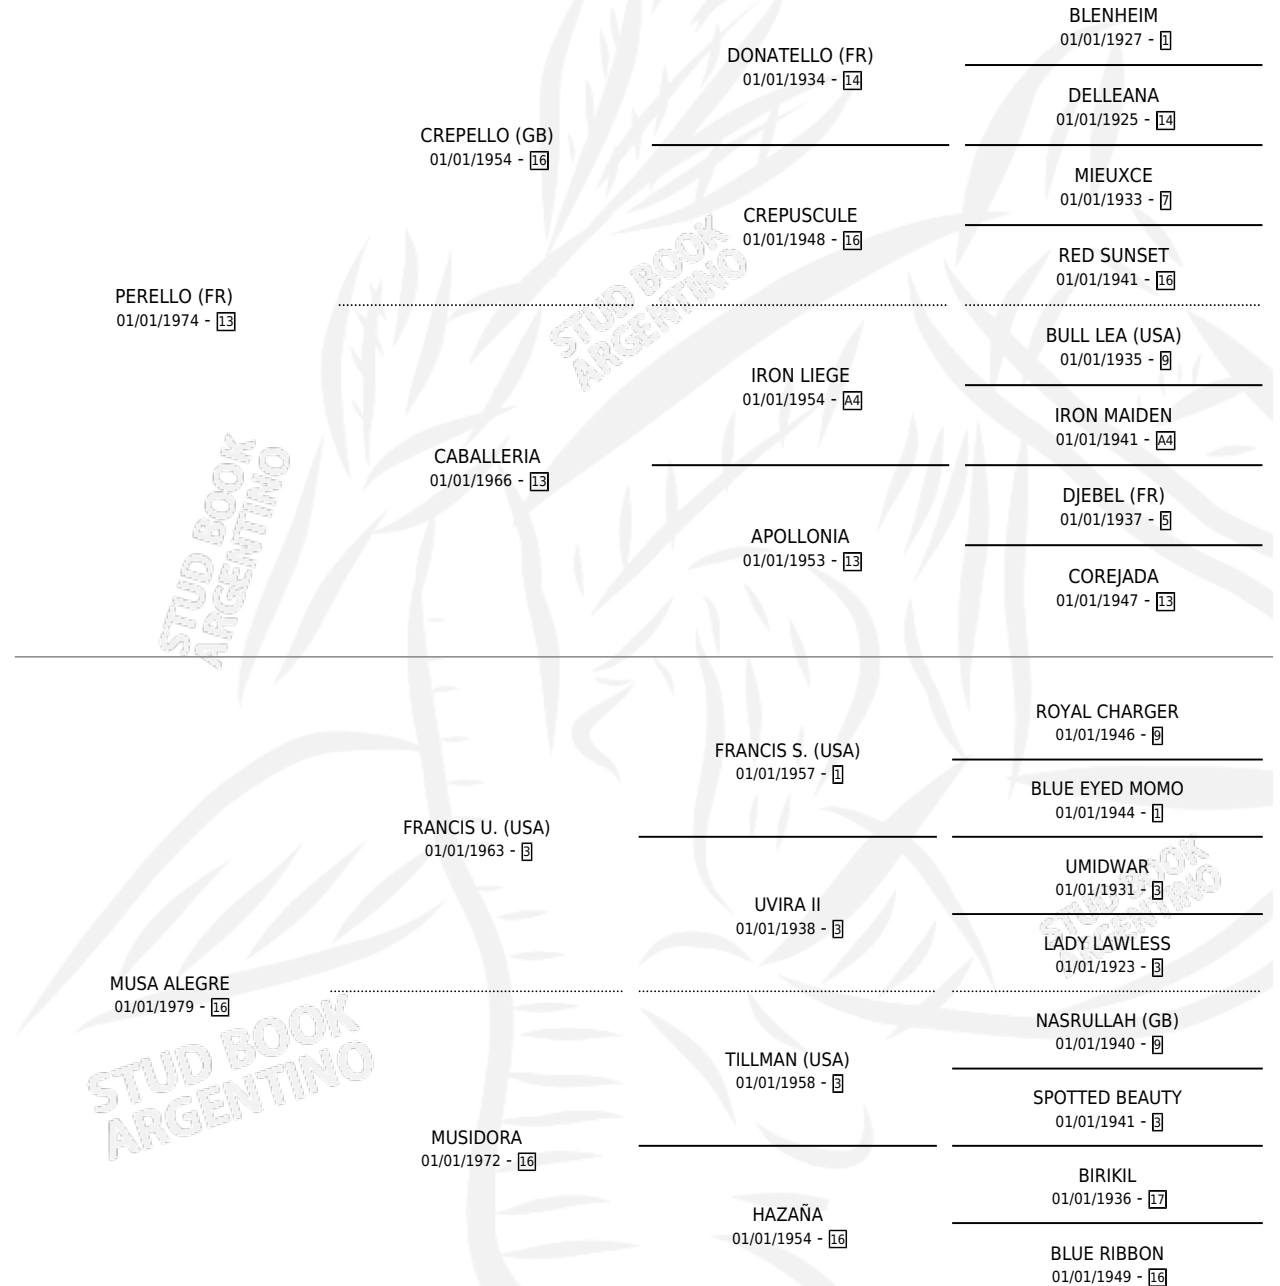 BLENHEIM
01/01/1927 - 1
DONATELLO (FR)
01/01/1934 - 14
DELLEANA
01/01/1925 - 14
CREPELLO (GB)
01/01/1954 - 16
MIEUXCE
01/01/1933 - 7
CREPUSCULE
01/01/1948 - 16
RED SUNSET
01/01/1941 - 16
PERELLO (FR)
01/01/1974 - 13
BULL LEA (USA)
01/01/1935 - 9
IRON LIEGE
01/01/1954 - A4
IRON MAIDEN
01/01/1941 - A4
CABALLERIA
01/01/1966 - 13
DJEBEL (FR)
01/01/1937 - 5
APOLLONIA
01/01/1953 - 13
COREJADA
01/01/1947 - 13
ROYAL CHARGER
01/01/1946 - 9
FRANCIS S. (USA)
01/01/1957 - 1
BLUE EYED MOMO
01/01/1944 - 1
FRANCIS U. (USA)
01/01/1963 - 3
UMIDWAR
01/01/1931 - 3
UVIRA II
01/01/1938 - 3
LADY LAWLESS
01/01/1923 - 3
MUSA ALEGRE
01/01/1979 - 16
NASRULLAH (GB)
01/01/1940 - 9
TILLMAN (USA)
01/01/1958 - 3
SPOTTED BEAUTY
01/01/1941 - 3
MUSIDORA
01/01/1972 - 16
BIRIKIL
01/01/1936 - 17
HAZAÑA
01/01/1954 - 16
BLUE RIBBON
01/01/1949 - 16
STUD BOOK
ARGENTINO
STUD BOOK
ARGENTINO
STUD BOOK
ARGENTINO
STUD BOOK
ARGENTINO